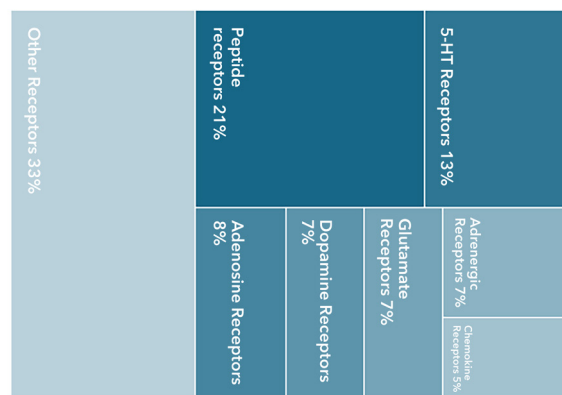 Other Receptors 33%
Peptide
receptors 21%
5-HT Receptors 13%
Adenosine Receptors
8%
Dopamine Receptors
7%
Glutamate
Receptors 7%
Adrenergic
Receptors 7%
Chemokine
Receptors 5%